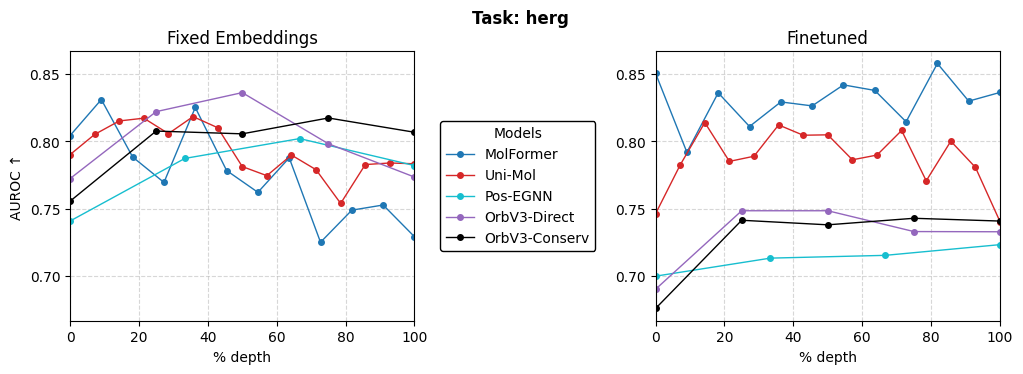 Task: herg
Fixed Embeddings
0.85
0.80
0.75
0.70
AUROC ↑
0
20
40
60
80
100
% depth
Models
MolFormer
Uni-Mol
Pos-EGNN
OrbV3-Direct
OrbV3-Conserv
Finetuned
0.85
0.80
0.75
0.70
0
20
40
60
80
100
% depth